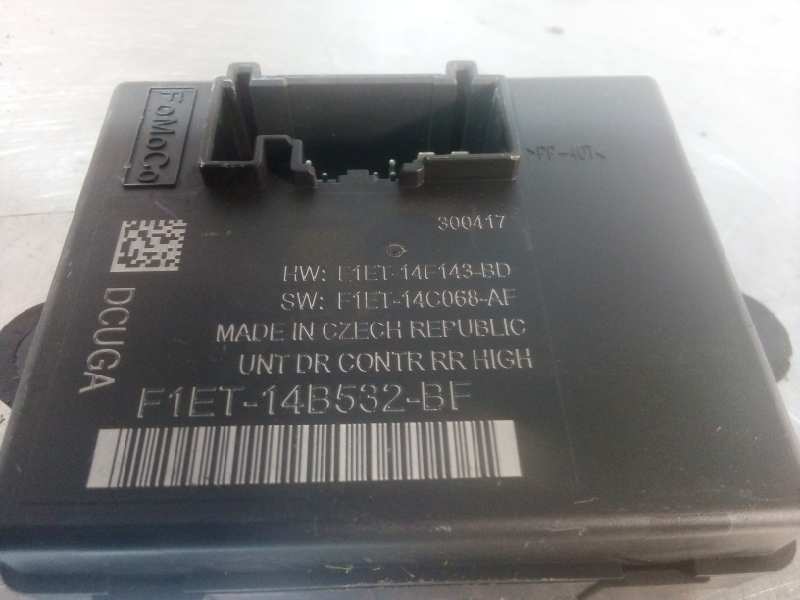 FoMoCo
300417
HW: F1ET-14F143-BD
SW: F1ET-14C068-AF
MADE IN CZECH REPUBLIC
UNT DR CONTR RR HIGH
DCUGA
F1ET-14B532-BF